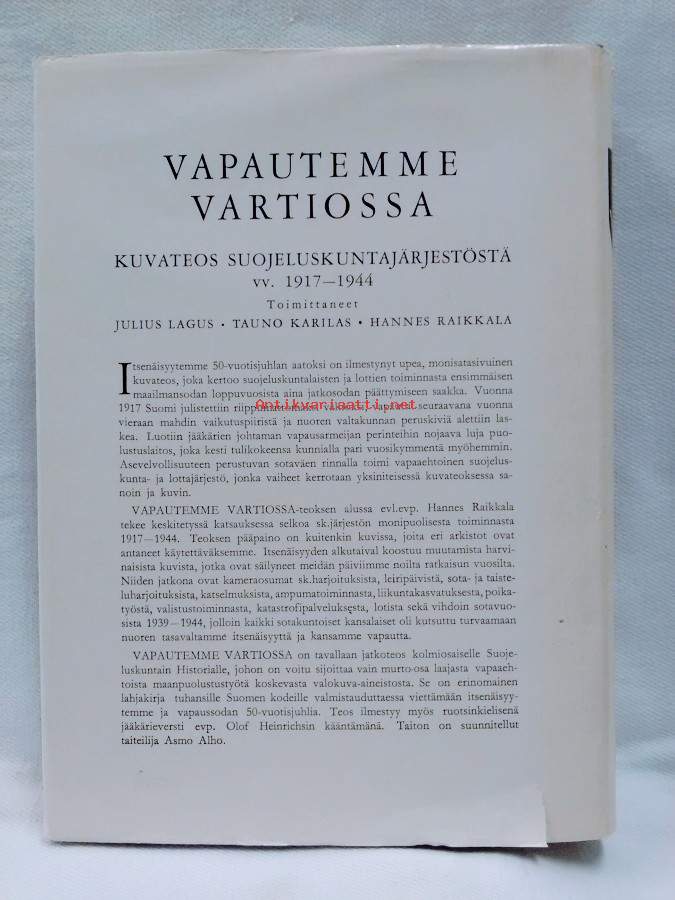 VAPAUTEMME
VARTIOSSA
KUVATEOS SUOJELUSKUNTAJÄRJESTÖSTÄ
vv. 1917—1944
Toimittaneet
JULIUS LAGUS • TAUNO KARILAS • HANNES RAIKKALA
Itsenäisyytemme 50-vuotisjuhlan aatoksi on ilmestynyt upea, monisatasivuinen
kuvateos, joka kertoo suojeluskuntalaisten ja lottien toiminnasta ensimmäisen
maailmansodan loppuvuosista aina jatkosodan päättymiseen saakka. Vuonna
Antikvariaatti.net
1917 Suomi julistettiin riippumattomaksi vapautui seuraavana vuonna
vieraan mahdin vaikutuspiiristä ja nuoren valtakunnan peruskiviä alettiin las-
kea. Luotiin jääkärien johtaman vapausarmeijan perinteihin nojaava luja puo-
lustuslaitos, joka kesti tulikokeensa kunnialla pari vuosikymmentä myöhemmin.
Asevelvollisuuteen perustuvan sotaväen rinnalla toimi vapaaehtoinen suojelus-
kunta- ja lottajärjestö, jonka vaiheet kerrotaan yksiniteisessä kuvateoksessa sa-
noin ja kuvin.
VAPAUTEMME VARTIOSSA-teoksen alussa evl.evp. Hannes Raikkala
tekee keskitetyssä katsauksessa selkoa sk.järjestön monipuolisesta toiminnasta
1917—1944. Teoksen pääpaino on kuitenkin kuvissa, joita eri arkistot ovat
antaneet käytettäväksemme. Itsenäisyyden alkutaival koostuu muutamista harvi-
naisista kuvista, jotka ovat säilyneet meidän päiviimme noilta ratkaisun vuosilta.
Niiden jatkona ovat kameraosumat sk.harjoituksista, leiripäivistä, sota- ja taiste-
luharjoituksista, katselmuksista, ampumatoiminnasta, liikuntakasvatuksesta, poika-
työstä, valistustoiminnasta, katastrofipalveluksesta, lotista sekä vihdoin sotavuo-
sista 1939—1944, jolloin kaikki sotakuntoiset kansalaiset oli kutsuttu turvaamaan
nuoren tasavaltamme itsenäisyyttä ja kansamme vapautta.
VAPAUTEMME VARTIOSSA on tavallaan jatkoteos kolmiosaiselle Suoje-
luskuntain Historialle, johon on voitu sijoittaa vain murto-osa laajasta vapaaeh-
toista maanpuolustustyötä koskevasta valokuva-aineistosta. Se on erinomainen
lahjakirja tuhansille Suomen kodeille valmistauduttaessa viettämään itsenäisyy-
temme ja vapaussodan 50-vuotisjuhlia. Teos ilmestyy myös ruotsinkielisenä
jääkärieversti evp. Olof Heinrichsin kääntämänä. Taiton on suunnitellut
taiteilija Asmo Alho.